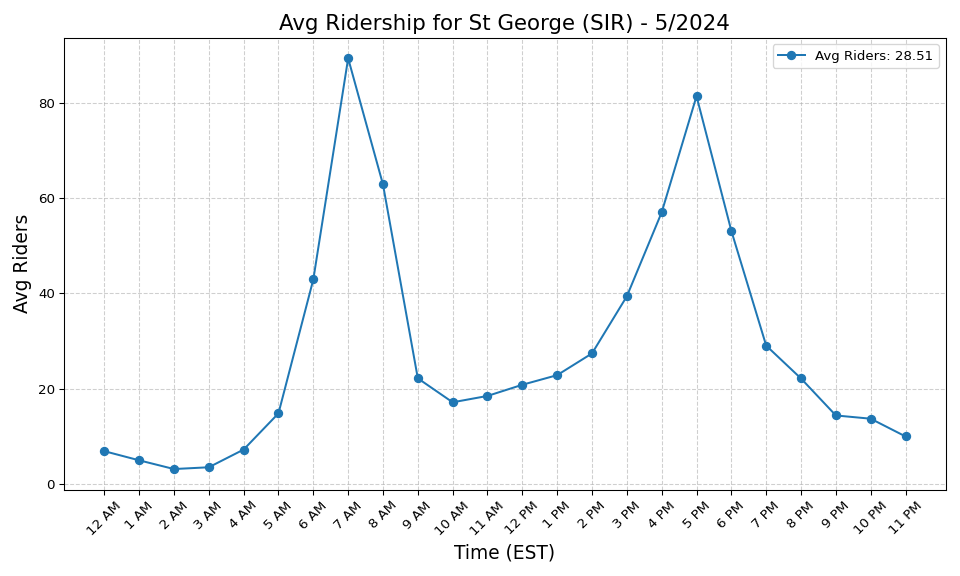 Avg Ridership for St George (SIR) - 5/2024
Avg Riders: 28.51
Avg Riders
80
60
40
20
0
12 AM 1 AM 2 AM 3 AM 4 AM 5 AM 6 AM 7 AM 8 AM 9 AM 10 AM 11 AM 12 PM 1 PM 2 PM 3 PM 4 PM 5 PM 6 PM 7 PM 8 PM 9 PM 10 PM 11 PM
Time (EST)